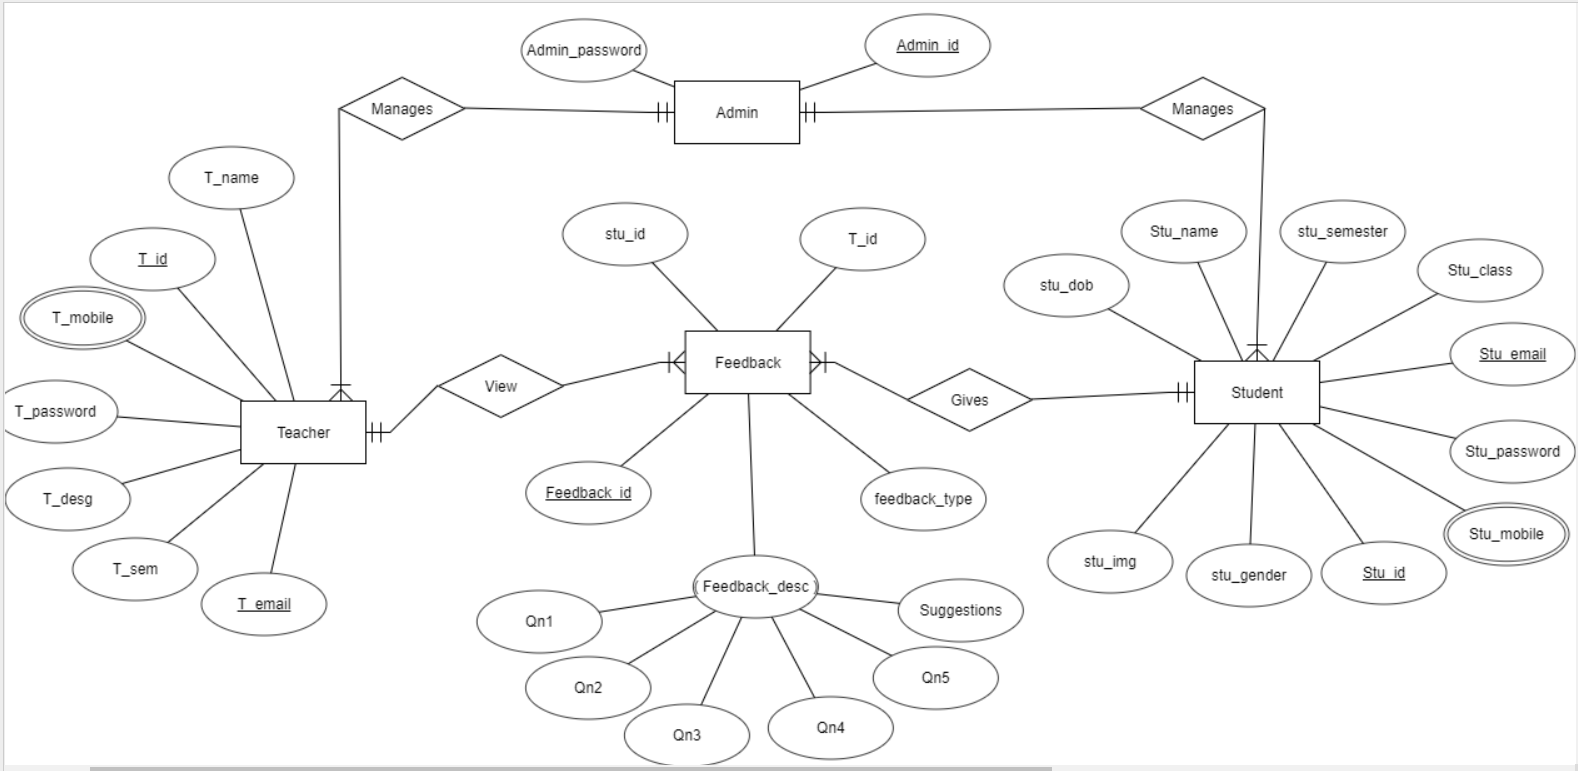 Admin_password
Admin_id
Manages
Admin
Manages
T_name
stu_id
T_id
Stu_name
stu_semester
T_id
Stu_class
stu_dob
T_mobile
Stu_email
Feedback
View
Student
Gives
T_password
Teacher
Stu_password
Feedback_id
feedback_type
T_desg
Stu_mobile
stu_img
T_sem
stu_gender
Stu_id
Feedback_desc
T_email
Suggestions
Qn1
Qn5
Qn2
Qn4
Qn3